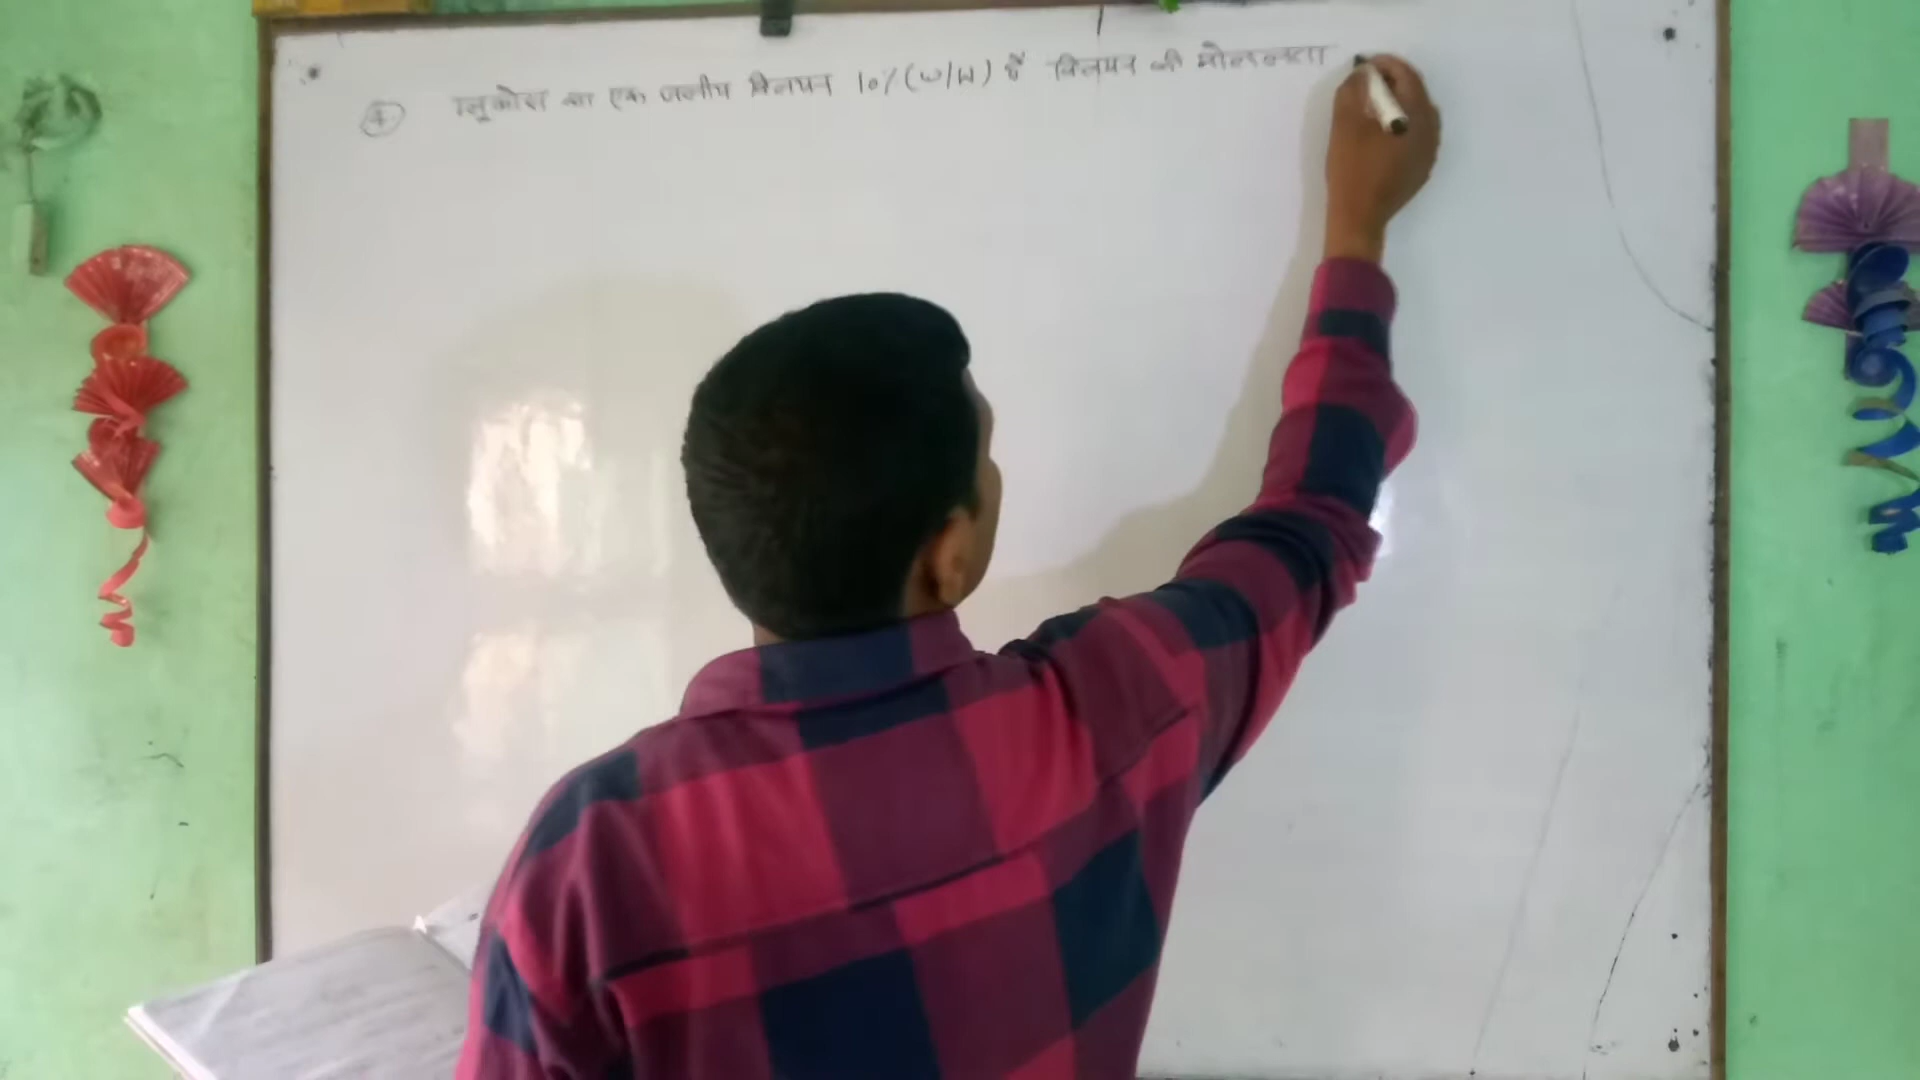 ④ ग्लूकोस का एक जलीय विलयन 10%(w/w) है विलयन की मोललता